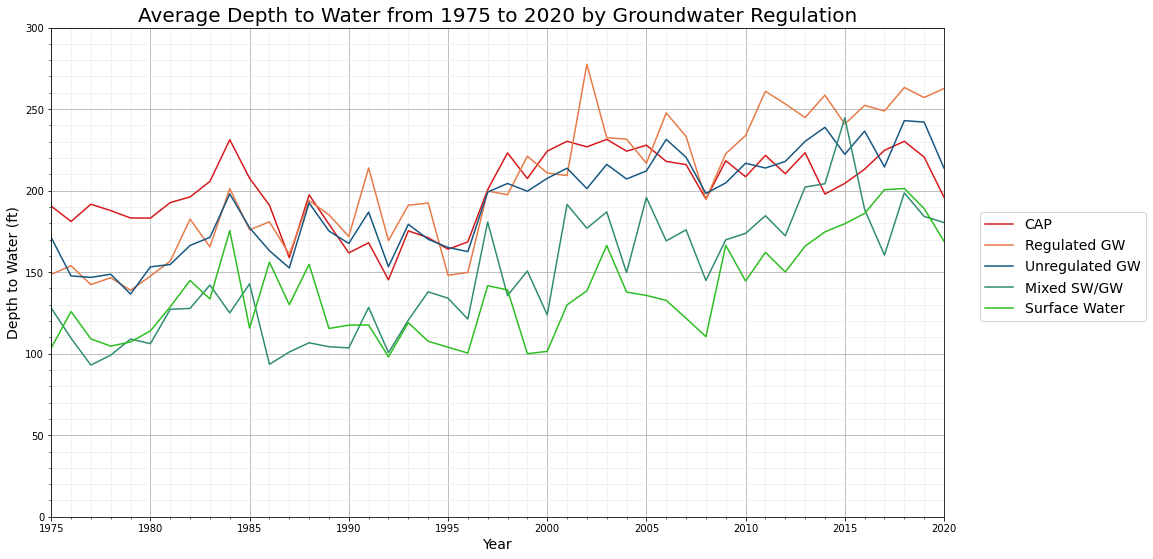 Average Depth to Water from 1975 to 2020 by Groundwater Regulation
300
250
200
150
100
50
0
Depth to Water (ft)
1975 1980 1985 1990 1995 2000 2005 2010 2015 2020
Year
CAP
Regulated GW
Unregulated GW
Mixed SW/GW
Surface Water